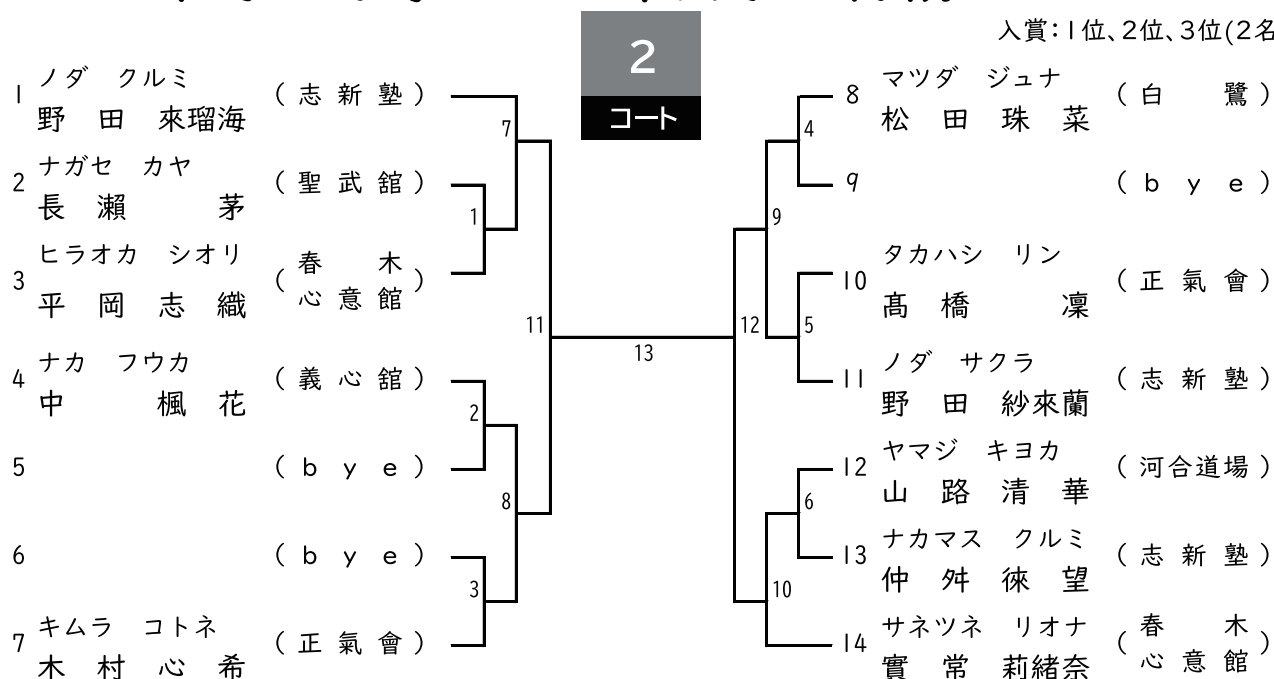 2
コート
入賞:1位、2位、3位(2名
1 ノダ クルミ
野田 來瑠海 (志新塾)
2 ナガセ カヤ
長瀬 茅 (聖武舘)
3 ヒラオカ シオリ
平岡志織 (春木心意館)
4 ナカ フウカ
中 楓花 (義心舘)
5 (bye)
6 (bye)
7 キムラ コトネ
木村心希 (正氣會)
7
1
2
8
3
11
13
12
9
4
5
6
10
8 マツダ ジュナ
松田珠菜 (白鷺)
9 (bye)
10 タカハシ リン
髙橋 凜 (正氣會)
11 ノダ サクラ
野田 紗來蘭 (志新塾)
12 ヤマジ キヨカ
山路清華 (河合道場)
13 ナカマス クルミ
仲舛徠望 (志新塾)
14 サネツネ リオナ
實常 莉緒奈 (春木心意館)